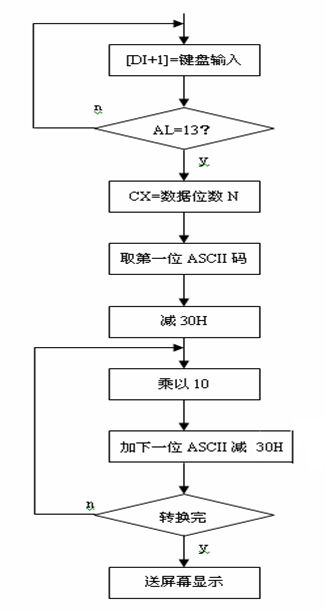 [DI+1]=键盘输入
n
AL=13?
y
CX=数据位数 N
取第一位 ASCII 码
减 30H
乘以 10
加下一位 ASCII 减 30H
n
转换完
y
送屏幕显示